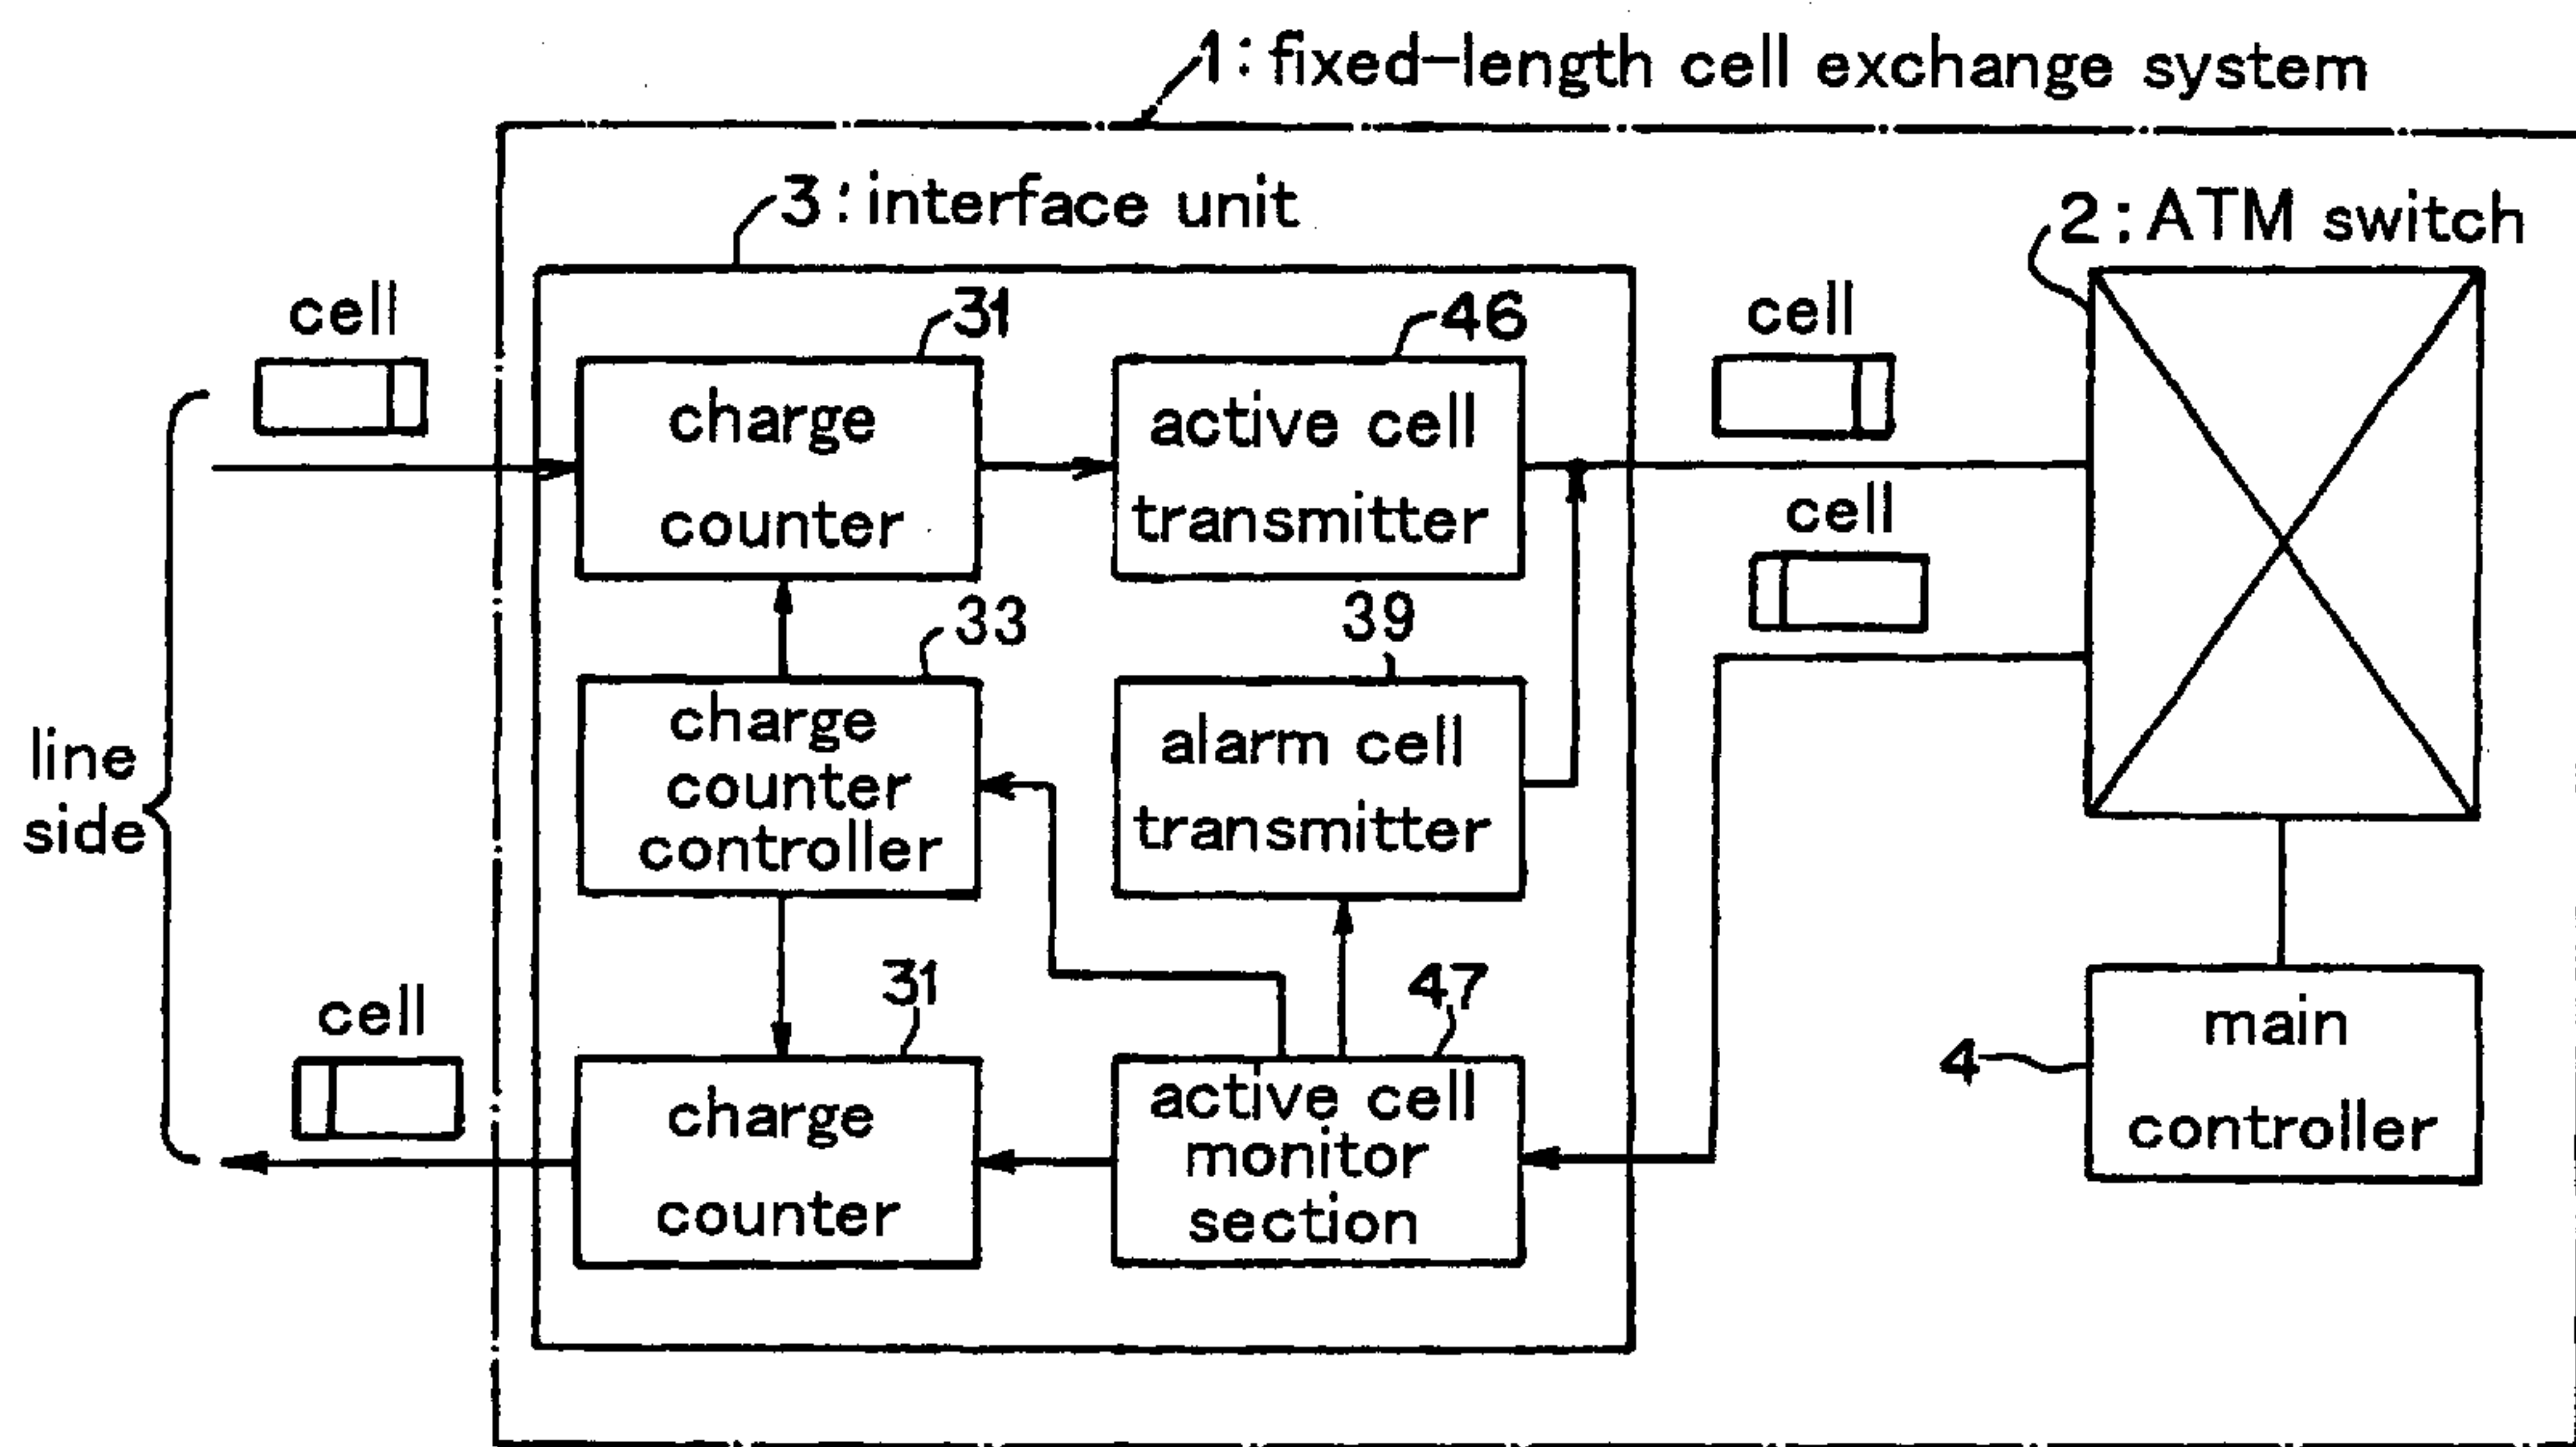 1: fixed-length cell exchange system
3: interface unit
2: ATM switch
cell
31
46
cell
charge
counter
active cell
transmitter
cell
33
39
charge
counter
controller
alarm cell
transmitter
line
side
cell
31
47
4
main
controller
charge
counter
active cell
monitor
section